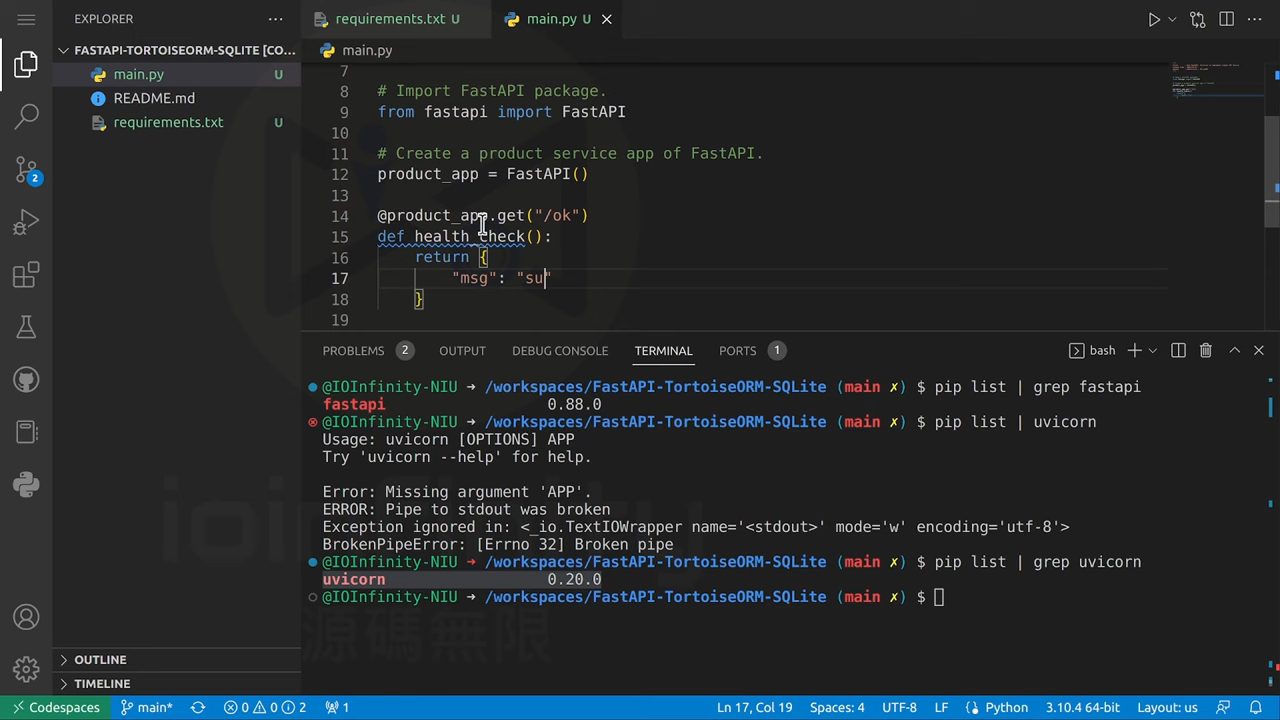 EXPLORER
FASTAPI-TORTOISEORM-SQLITE [CO...
main.py U
README.md
requirements.txt U
2
OUTLINE
TIMELINE
requirements.txt U
main.py U
main.py
7
8 # Import FastAPI package.
9 from fastapi import FastAPI
10
11 # Create a product service app of FastAPI.
12 product_app = FastAPI()
13
14 @product_app.get("/ok")
15 def health_check():
16 return {
17 "msg": "su"
18 }
19
PROBLEMS 2 OUTPUT DEBUG CONSOLE TERMINAL PORTS 1 bash
@IOInfinity-NIU ➜ /workspaces/FastAPI-TortoiseORM-SQLite (main ✗) $ pip list | grep fastapi
fastapi 0.88.0
@IOInfinity-NIU ➜ /workspaces/FastAPI-TortoiseORM-SQLite (main ✗) $ pip list | uvicorn
Usage: uvicorn [OPTIONS] APP
Try 'uvicorn --help' for help.
Error: Missing argument 'APP'.
ERROR: Pipe to stdout was broken
Exception ignored in: <_io.TextIOWrapper name='<stdout>' mode='w' encoding='utf-8'>
BrokenPipeError: [Errno 32] Broken pipe
@IOInfinity-NIU ➜ /workspaces/FastAPI-TortoiseORM-SQLite (main ✗) $ pip list | grep uvicorn
uvicorn 0.20.0
@IOInfinity-NIU ➜ /workspaces/FastAPI-TortoiseORM-SQLite (main ✗) $
ioinfinity
源碼無限
Codespaces main* 0 0 2 1 Ln 17, Col 19 Spaces: 4 UTF-8 LF Python 3.10.4 64-bit Layout: us